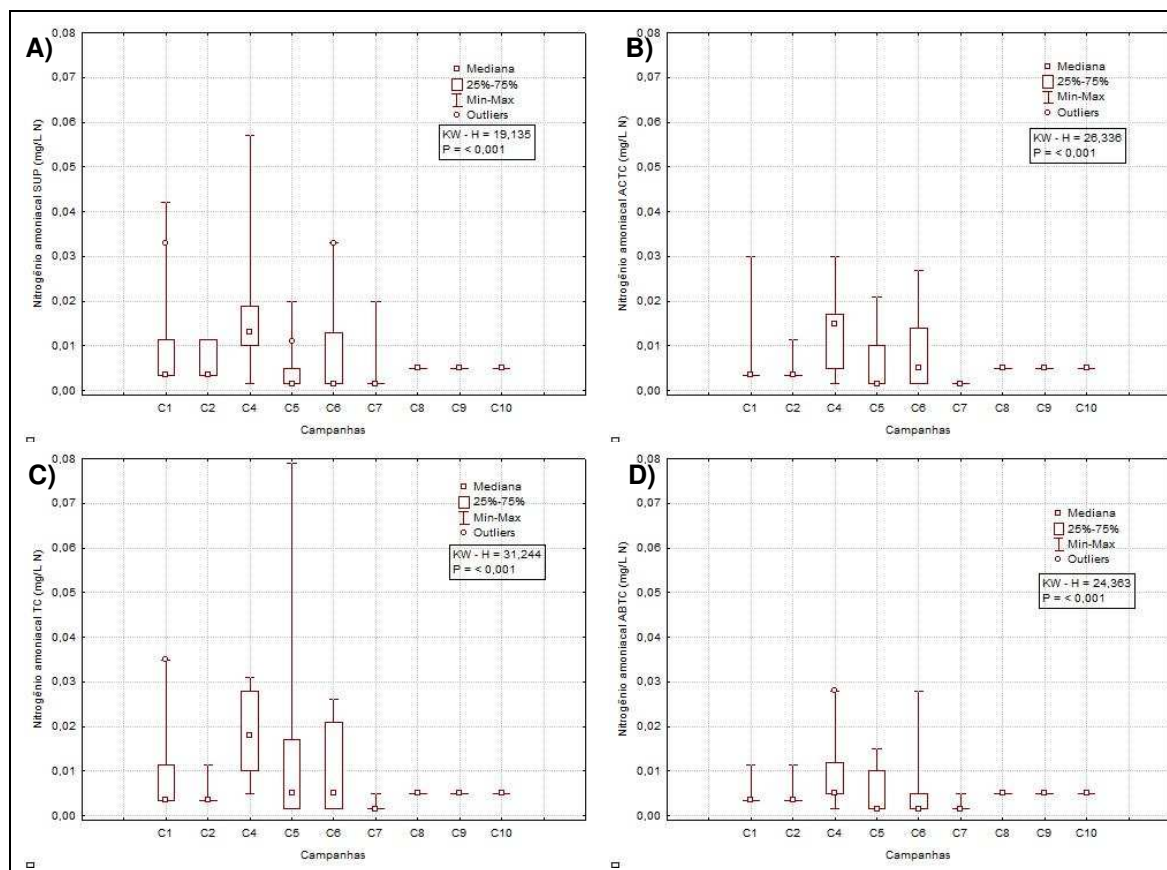 A)
Nitrogênio amoniacal SUP (mg/L N)
0,08
0,07
0,06
0,05
0,04
0,03
0,02
0,01
0,00
Mediana
25%-75%
Min-Max
Outliers
KW - H = 19,135
P = < 0,001
C1 C2 C4 C5 C6 C7 C8 C9 C10
Campanhas
B)
Nitrogênio amoniacal ACTC (mg/L N)
0,08
0,07
0,06
0,05
0,04
0,03
0,02
0,01
0,00
Mediana
25%-75%
Min-Max
Outliers
KW - H = 26,336
P = < 0,001
C1 C2 C4 C5 C6 C7 C8 C9 C10
Campanhas
C)
Nitrogênio amoniacal TC (mg/L N)
0,08
0,07
0,06
0,05
0,04
0,03
0,02
0,01
0,00
Mediana
25%-75%
Min-Max
Outliers
KW - H = 31,244
P = < 0,001
C1 C2 C4 C5 C6 C7 C8 C9 C10
Campanhas
D)
Nitrogênio amoniacal ABTC (mg/L N)
0,08
0,07
0,06
0,05
0,04
0,03
0,02
0,01
0,00
Mediana
25%-75%
Min-Max
Outliers
KW - H = 24,363
P = < 0,001
C1 C2 C4 C5 C6 C7 C8 C9 C10
Campanhas